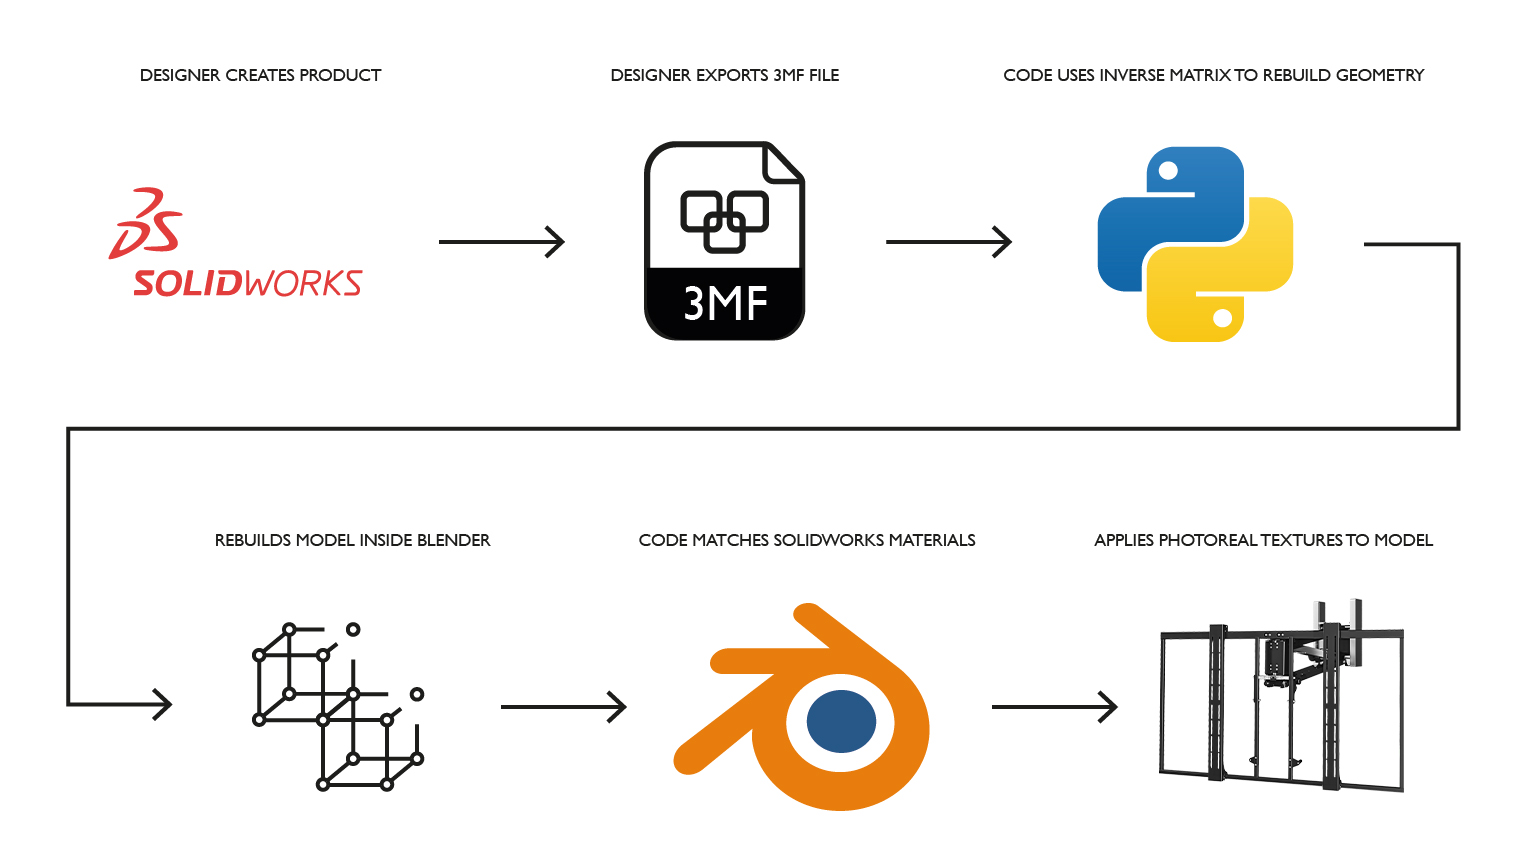 DESIGNER CREATES PRODUCT
DESIGNER EXPORTS 3MF FILE
CODE USES INVERSE MATRIX TO REBUILD GEOMETRY
SOLIDWORKS
3MF
REBUILDS MODEL INSIDE BLENDER
CODE MATCHES SOLIDWORKS MATERIALS
APPLIES PHOTOREAL TEXTURES TO MODEL